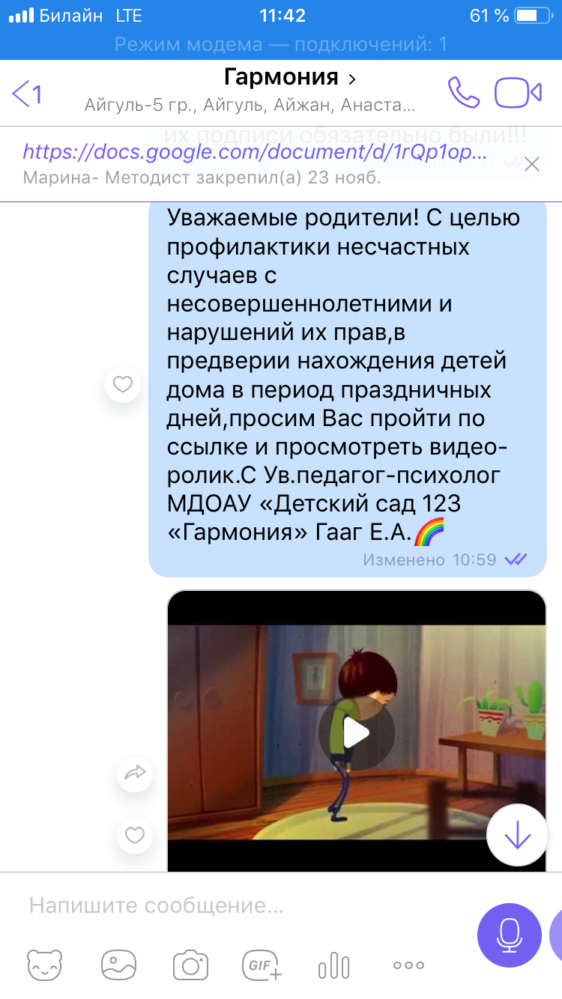 Билайн LTE 11:42 61 %
Режим модема — подключений: 1
1 Гармония
Айгуль-5 гр., Айгуль, Айжан, Анаста...
их подписи обязательно были!!!
https://docs.google.com/document/d/1rQp1op...
Марина- Методист закрепил(а) 23 нояб.
Уважаемые родители! С целью
профилактики несчастных
случаев с
несовершеннолетними и
нарушений их прав,в
предверии нахождения детей
дома в период праздничных
дней,просим Вас пройти по
ссылке и просмотреть видео-
ролик.С Ув.педагог-психолог
МДОАУ «Детский сад 123
«Гармония» Гааг Е.А.🌈
Изменено 10:59
Напишите сообщение...
GIF